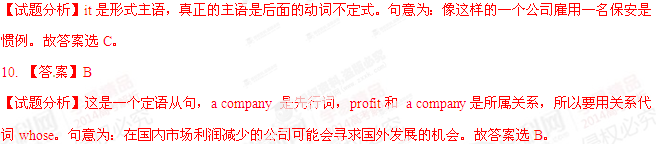 【试题分析】it 是形式主语，真正的主语是后面的动词不定式。句意为：像这样的一个公司雇用一名保安是
惯例。故答案选 C。
10. 【答案】B
【试题分析】这是一个定语从句，a company 是先行词，profit 和 a company 是所属关系，所以要用关系代
词 whose。句意为：在国内市场利润减少的公司可能会寻求国外发展的机会。故答案选 B。